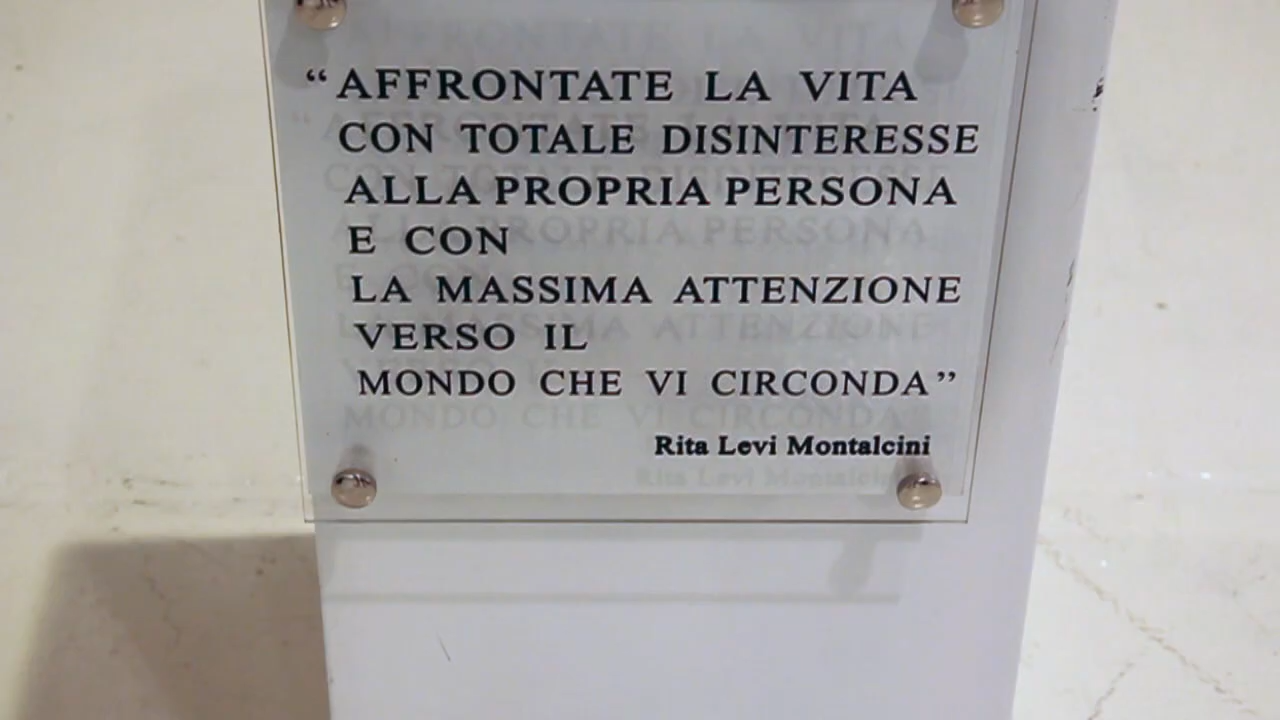 “ AFFRONTATE LA VITA
CON TOTALE DISINTERESSE
ALLA PROPRIA PERSONA
E CON
LA MASSIMA ATTENZIONE
VERSO IL
MONDO CHE VI CIRCONDA”
Rita Levi Montalcini